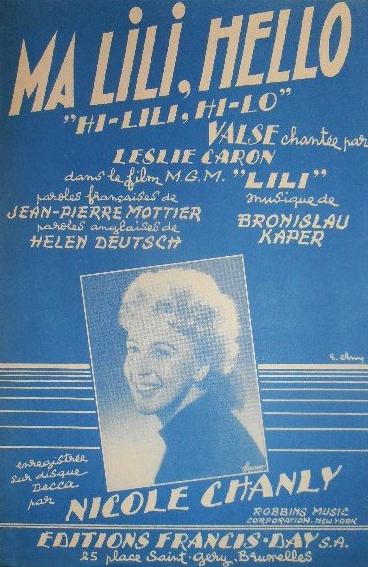 MA LILI, HELLO
"HI-LILI, HI-LO"
VALSE chantée par
LESLIE CARON
dans le film M.G.M. "LILI"
paroles françaises de
JEAN-PIERRE MOTTIER
paroles anglaises de
HELEN DEUTSCH
musique de
BRONISLAU
KAPER
enregistrée
sur disque
Decca
par
NICOLE CHANLY
ROBBINS MUSIC
CORPORATION. NEW YORK
EDITIONS FRANCIS-DAY S.A.
25 place Saint-Géry, Bruxelles